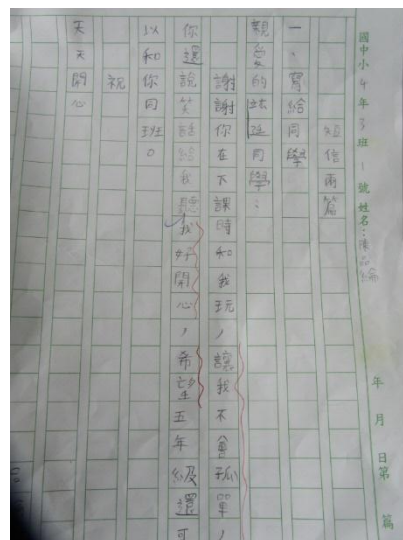 國中小4年3班1號姓名:陳品 年月日第篇
短信兩篇
一、寫給同學
親愛的 同學:
謝謝你在下課時和我玩,讓我不會孤單,
你還說笑話給我聽我好開心,希望五年級還可
以和你同班。
祝
天天開心